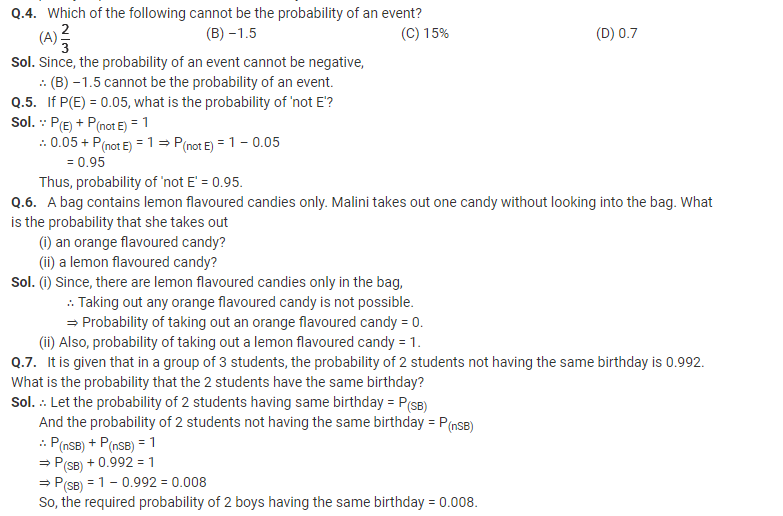 Q.4. Which of the following cannot be the probability of an event?
(A) 2/3 (B) –1.5 (C) 15% (D) 0.7
Sol. Since, the probability of an event cannot be negative,
∴ (B) –1.5 cannot be the probability of an event.
Q.5. If P(E) = 0.05, what is the probability of 'not E'?
Sol. ∵ P(E) + P(not E) = 1
∴ 0.05 + P(not E) = 1 ⇒ P(not E) = 1 – 0.05
= 0.95
Thus, probability of 'not E' = 0.95.
Q.6. A bag contains lemon flavoured candies only. Malini takes out one candy without looking into the bag. What
is the probability that she takes out
(i) an orange flavoured candy?
(ii) a lemon flavoured candy?
Sol. (i) Since, there are lemon flavoured candies only in the bag,
∴ Taking out any orange flavoured candy is not possible.
⇒ Probability of taking out an orange flavoured candy = 0.
(ii) Also, probability of taking out a lemon flavoured candy = 1.
Q.7. It is given that in a group of 3 students, the probability of 2 students not having the same birthday is 0.992.
What is the probability that the 2 students have the same birthday?
Sol. ∴ Let the probability of 2 students having same birthday = P(SB)
And the probability of 2 students not having the same birthday = P(nSB)
∴ P(nSB) + P(nSB) = 1
⇒ P(SB) + 0.992 = 1
⇒ P(SB) = 1 – 0.992 = 0.008
So, the required probability of 2 boys having the same birthday = 0.008.